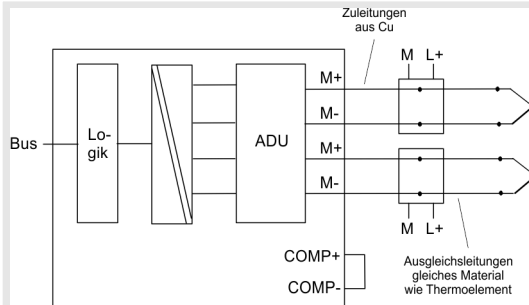 Zuleitungen
aus Cu
M L+
M+
M-
M+
M-
Bus
Lo-
gik
ADU
M L+
COMP+
COMP-
Ausgleichsleitungen
gleiches Material
wie Thermoelement